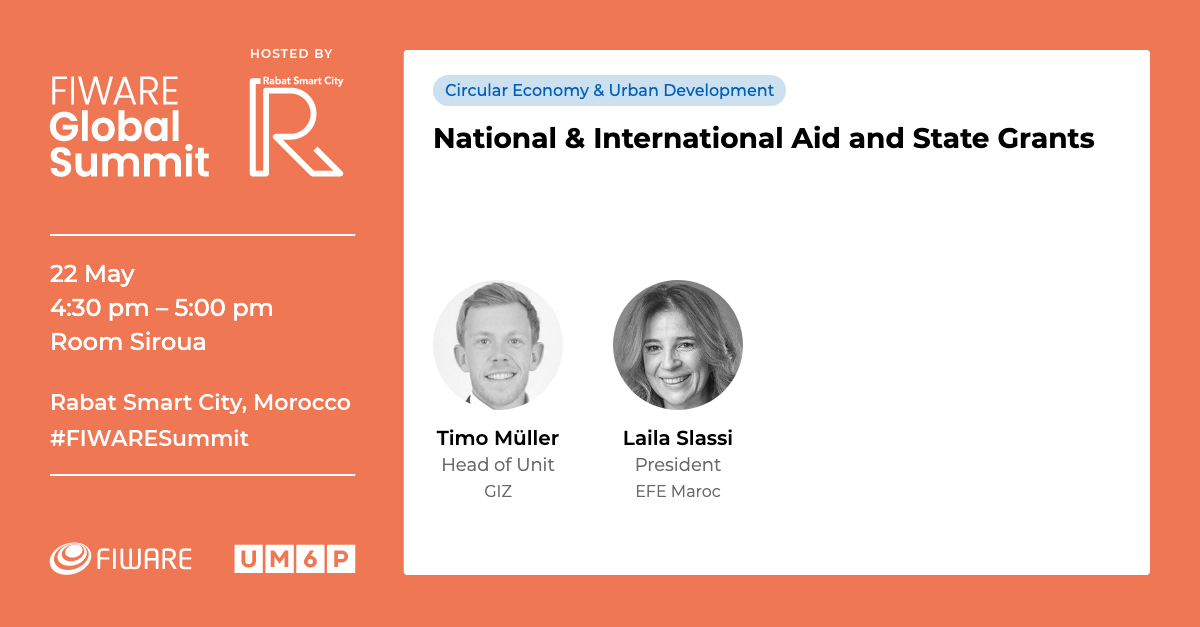 FIWARE
Global
Summit
HOSTED BY
Rabat Smart City
R
22 May
4:30 pm – 5:00 pm
Room Siroua
Rabat Smart City, Morocco
#FIWARESummit
FIWARE
UM6P
Circular Economy & Urban Development
National & International Aid and State Grants
Timo Müller
Head of Unit
GIZ
Laila Slassi
President
EFE Maroc